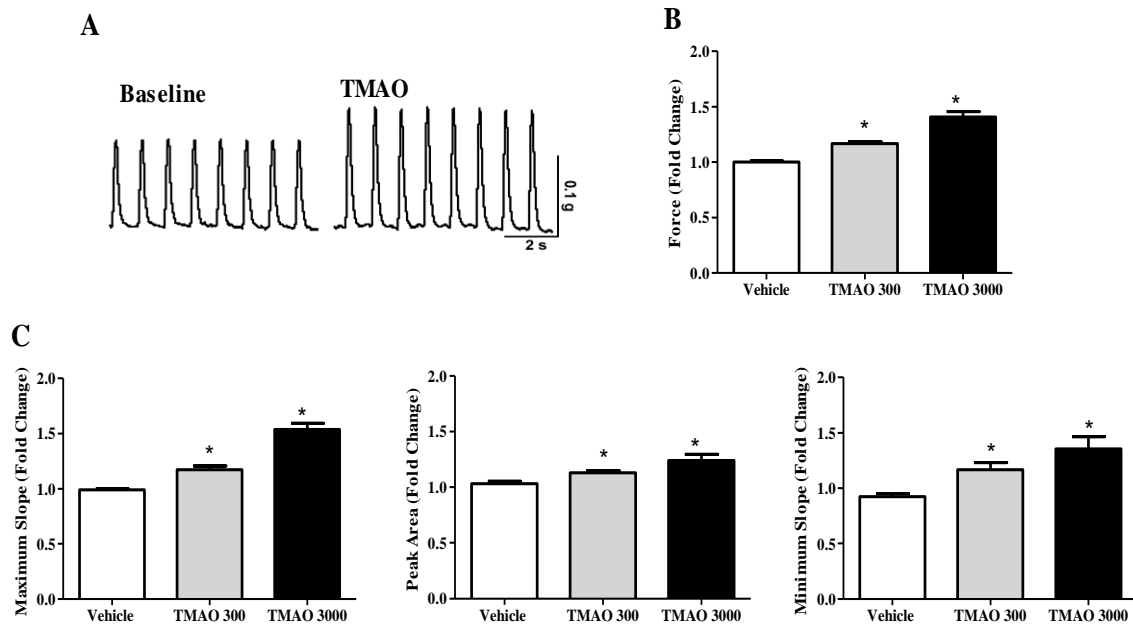 A
Baseline
TMAO
0.1 g
2 s
B
Force (Fold Change)
2.0
1.5
1.0
0.5
0.0
*
*
Vehicle
TMAO 300
TMAO 3000
C
Maximum Slope (Fold Change)
2.0
1.5
1.0
0.5
0.0
*
*
Vehicle
TMAO 300
TMAO 3000
Peak Area (Fold Change)
2.0
1.5
1.0
0.5
0.0
*
*
Vehicle
TMAO 300
TMAO 3000
Minimum Slope (Fold Change)
2.0
1.5
1.0
0.5
0.0
*
*
Vehicle
TMAO 300
TMAO 3000